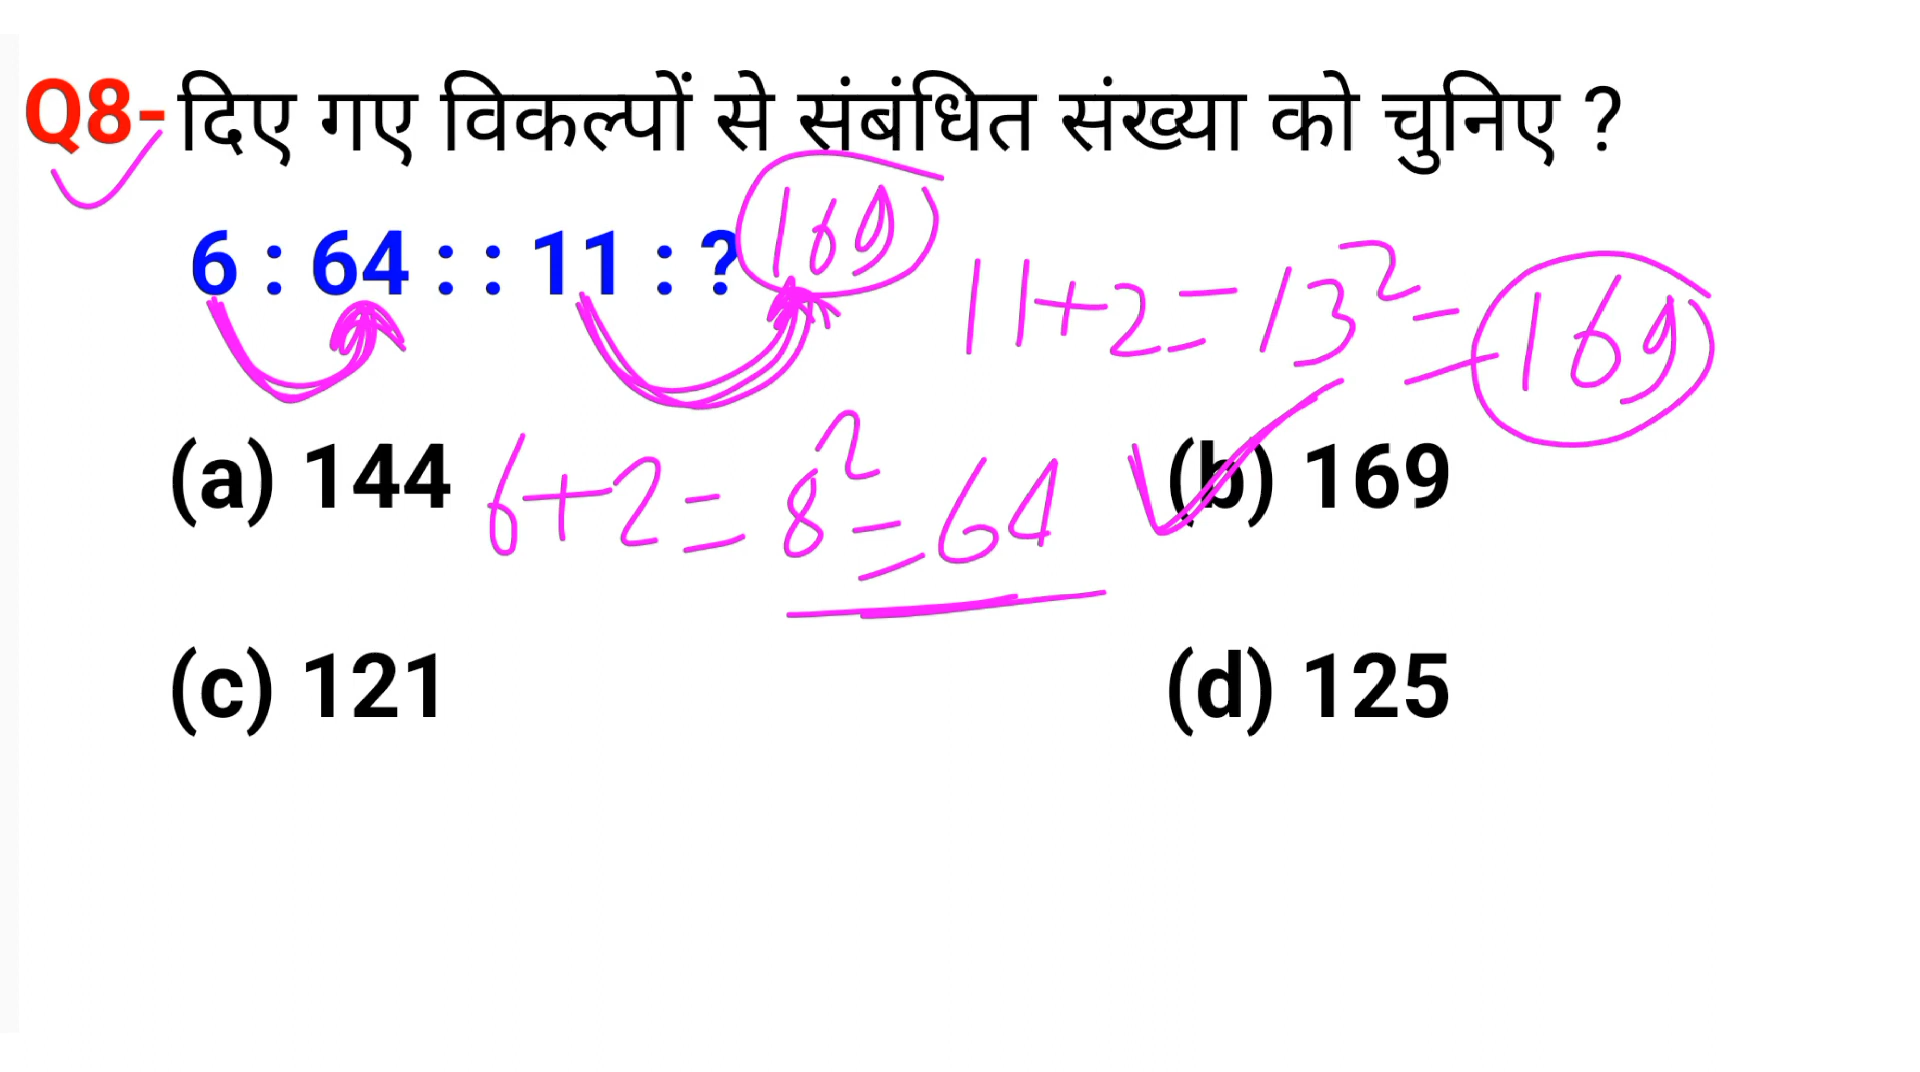 Q8- दिए गए विकल्पों से संबंधित संख्या को चुनिए ?
6 : 64 : : 11 : ? 169
11+2=13²=169
(a) 144
6+2=8²=64
(b) 169
(c) 121
(d) 125